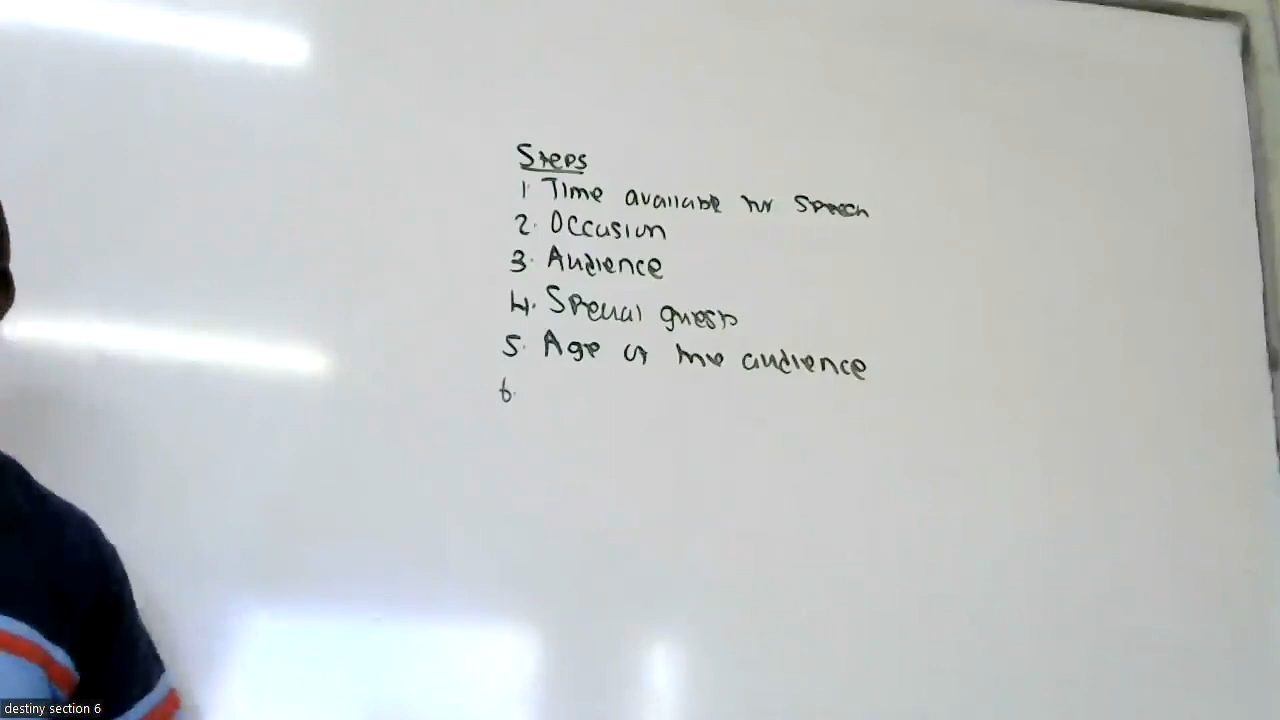 Steps
1. Time available for speech
2. Occasion
3. Audience
4. Special guests
5. Age of the audience
6.
destiny section 6